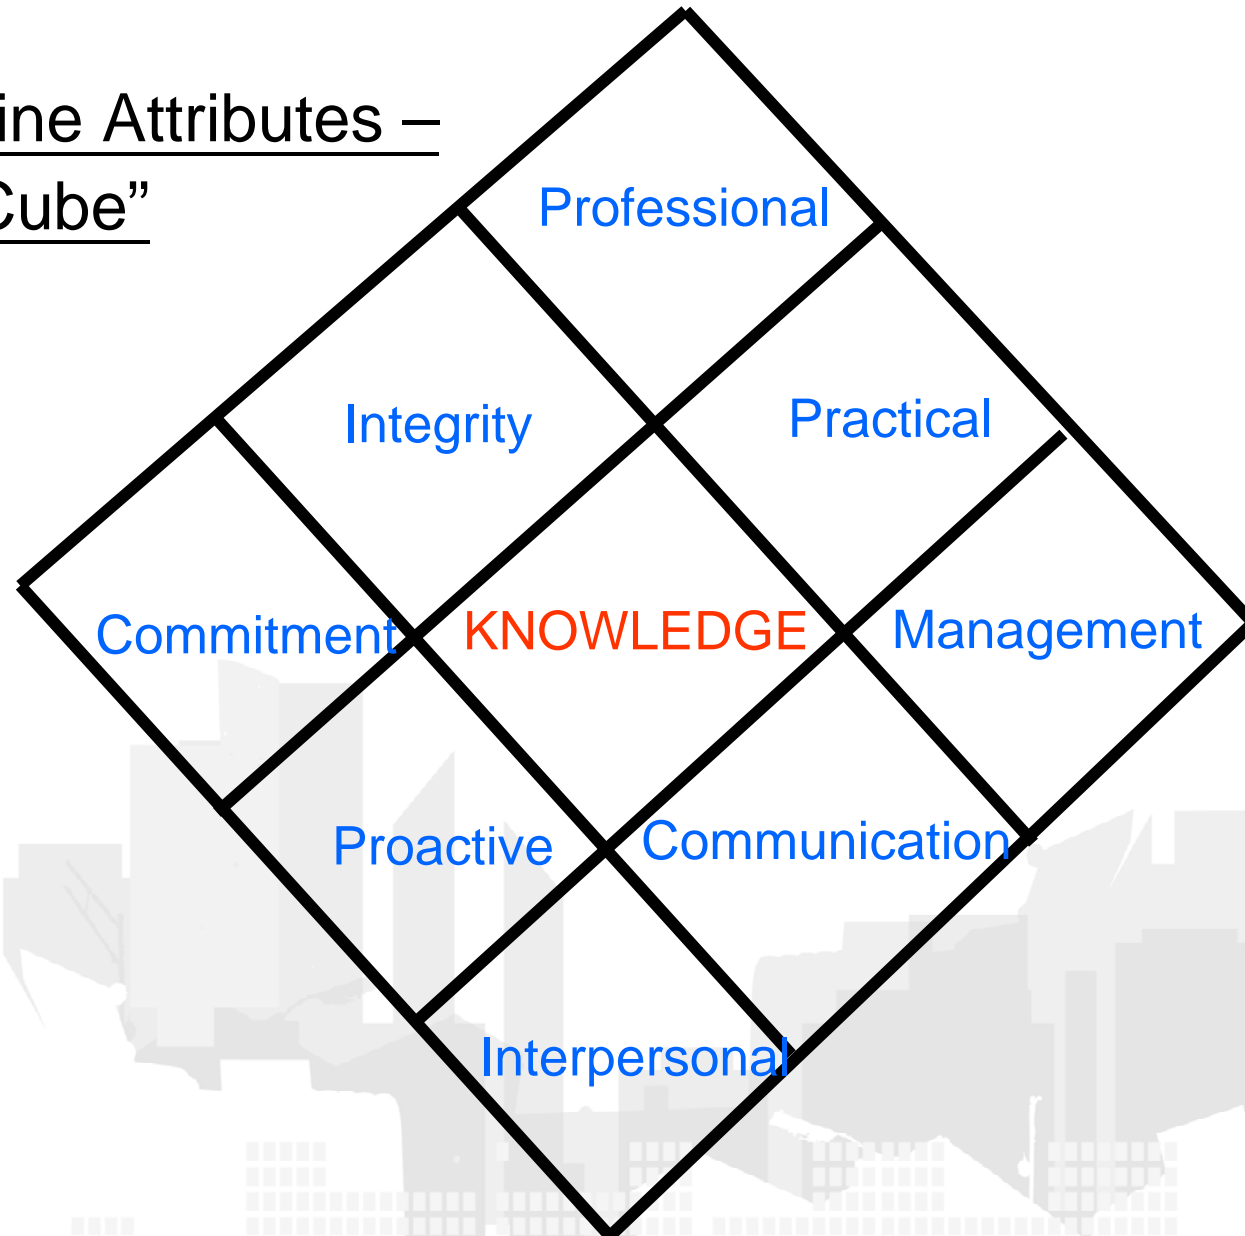 ine Attributes –
Cube”
Professional
Integrity
Practical
Commitment
KNOWLEDGE
Management
Proactive
Communication
Interpersonal